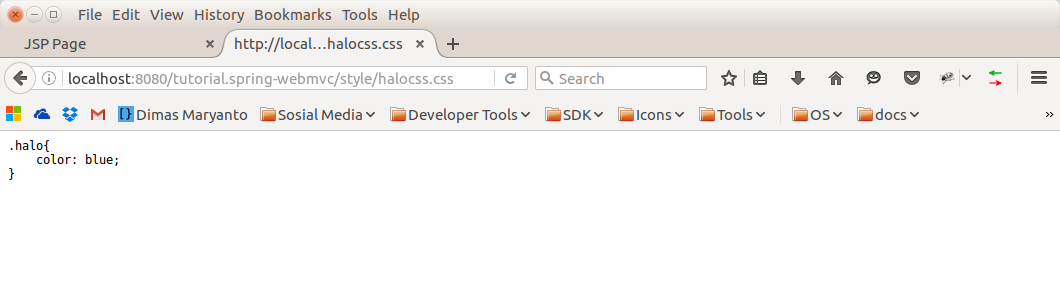 File Edit View History Bookmarks Tools Help
JSP Page http://local...halocss.css
localhost:8080/tutorial.spring-webmvc/style/halocss.css Search
Dimas Maryanto Sosial Media Developer Tools SDK Icons Tools OS docs
.halo{
color: blue;
}